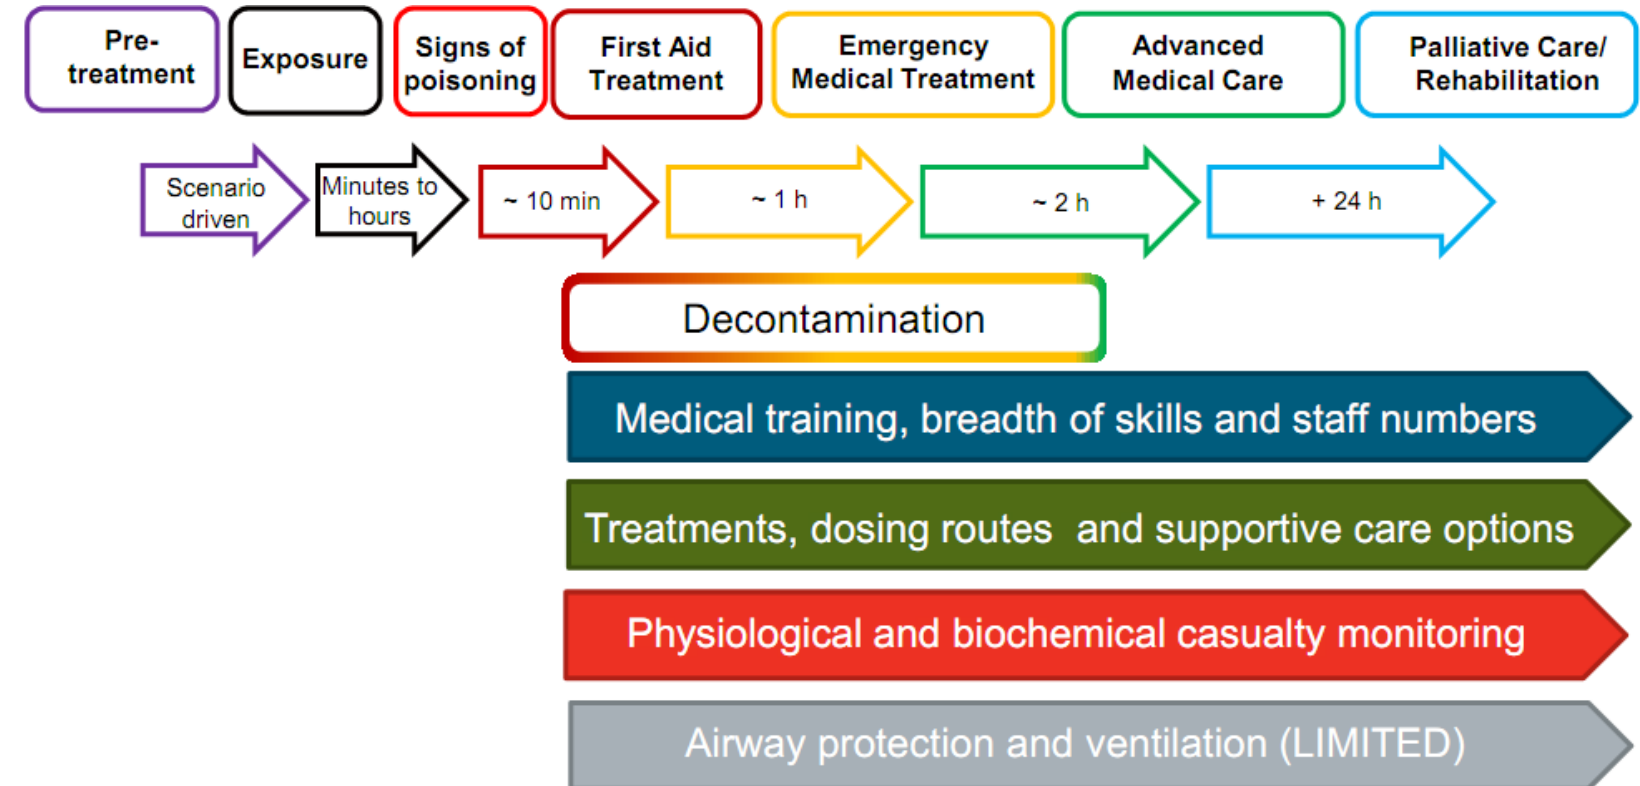 Pre-
treatment
Exposure
Signs of
poisoning
First Aid
Treatment
Emergency
Medical Treatment
Advanced
Medical Care
Palliative Care/
Rehabilitation
Scenario
driven
Minutes to
hours
~ 10 min
~ 1 h
~ 2 h
+ 24 h
Decontamination
Medical training, breadth of skills and staff numbers
Treatments, dosing routes  and supportive care options
Physiological and biochemical casualty monitoring
Airway protection and ventilation (LIMITED)